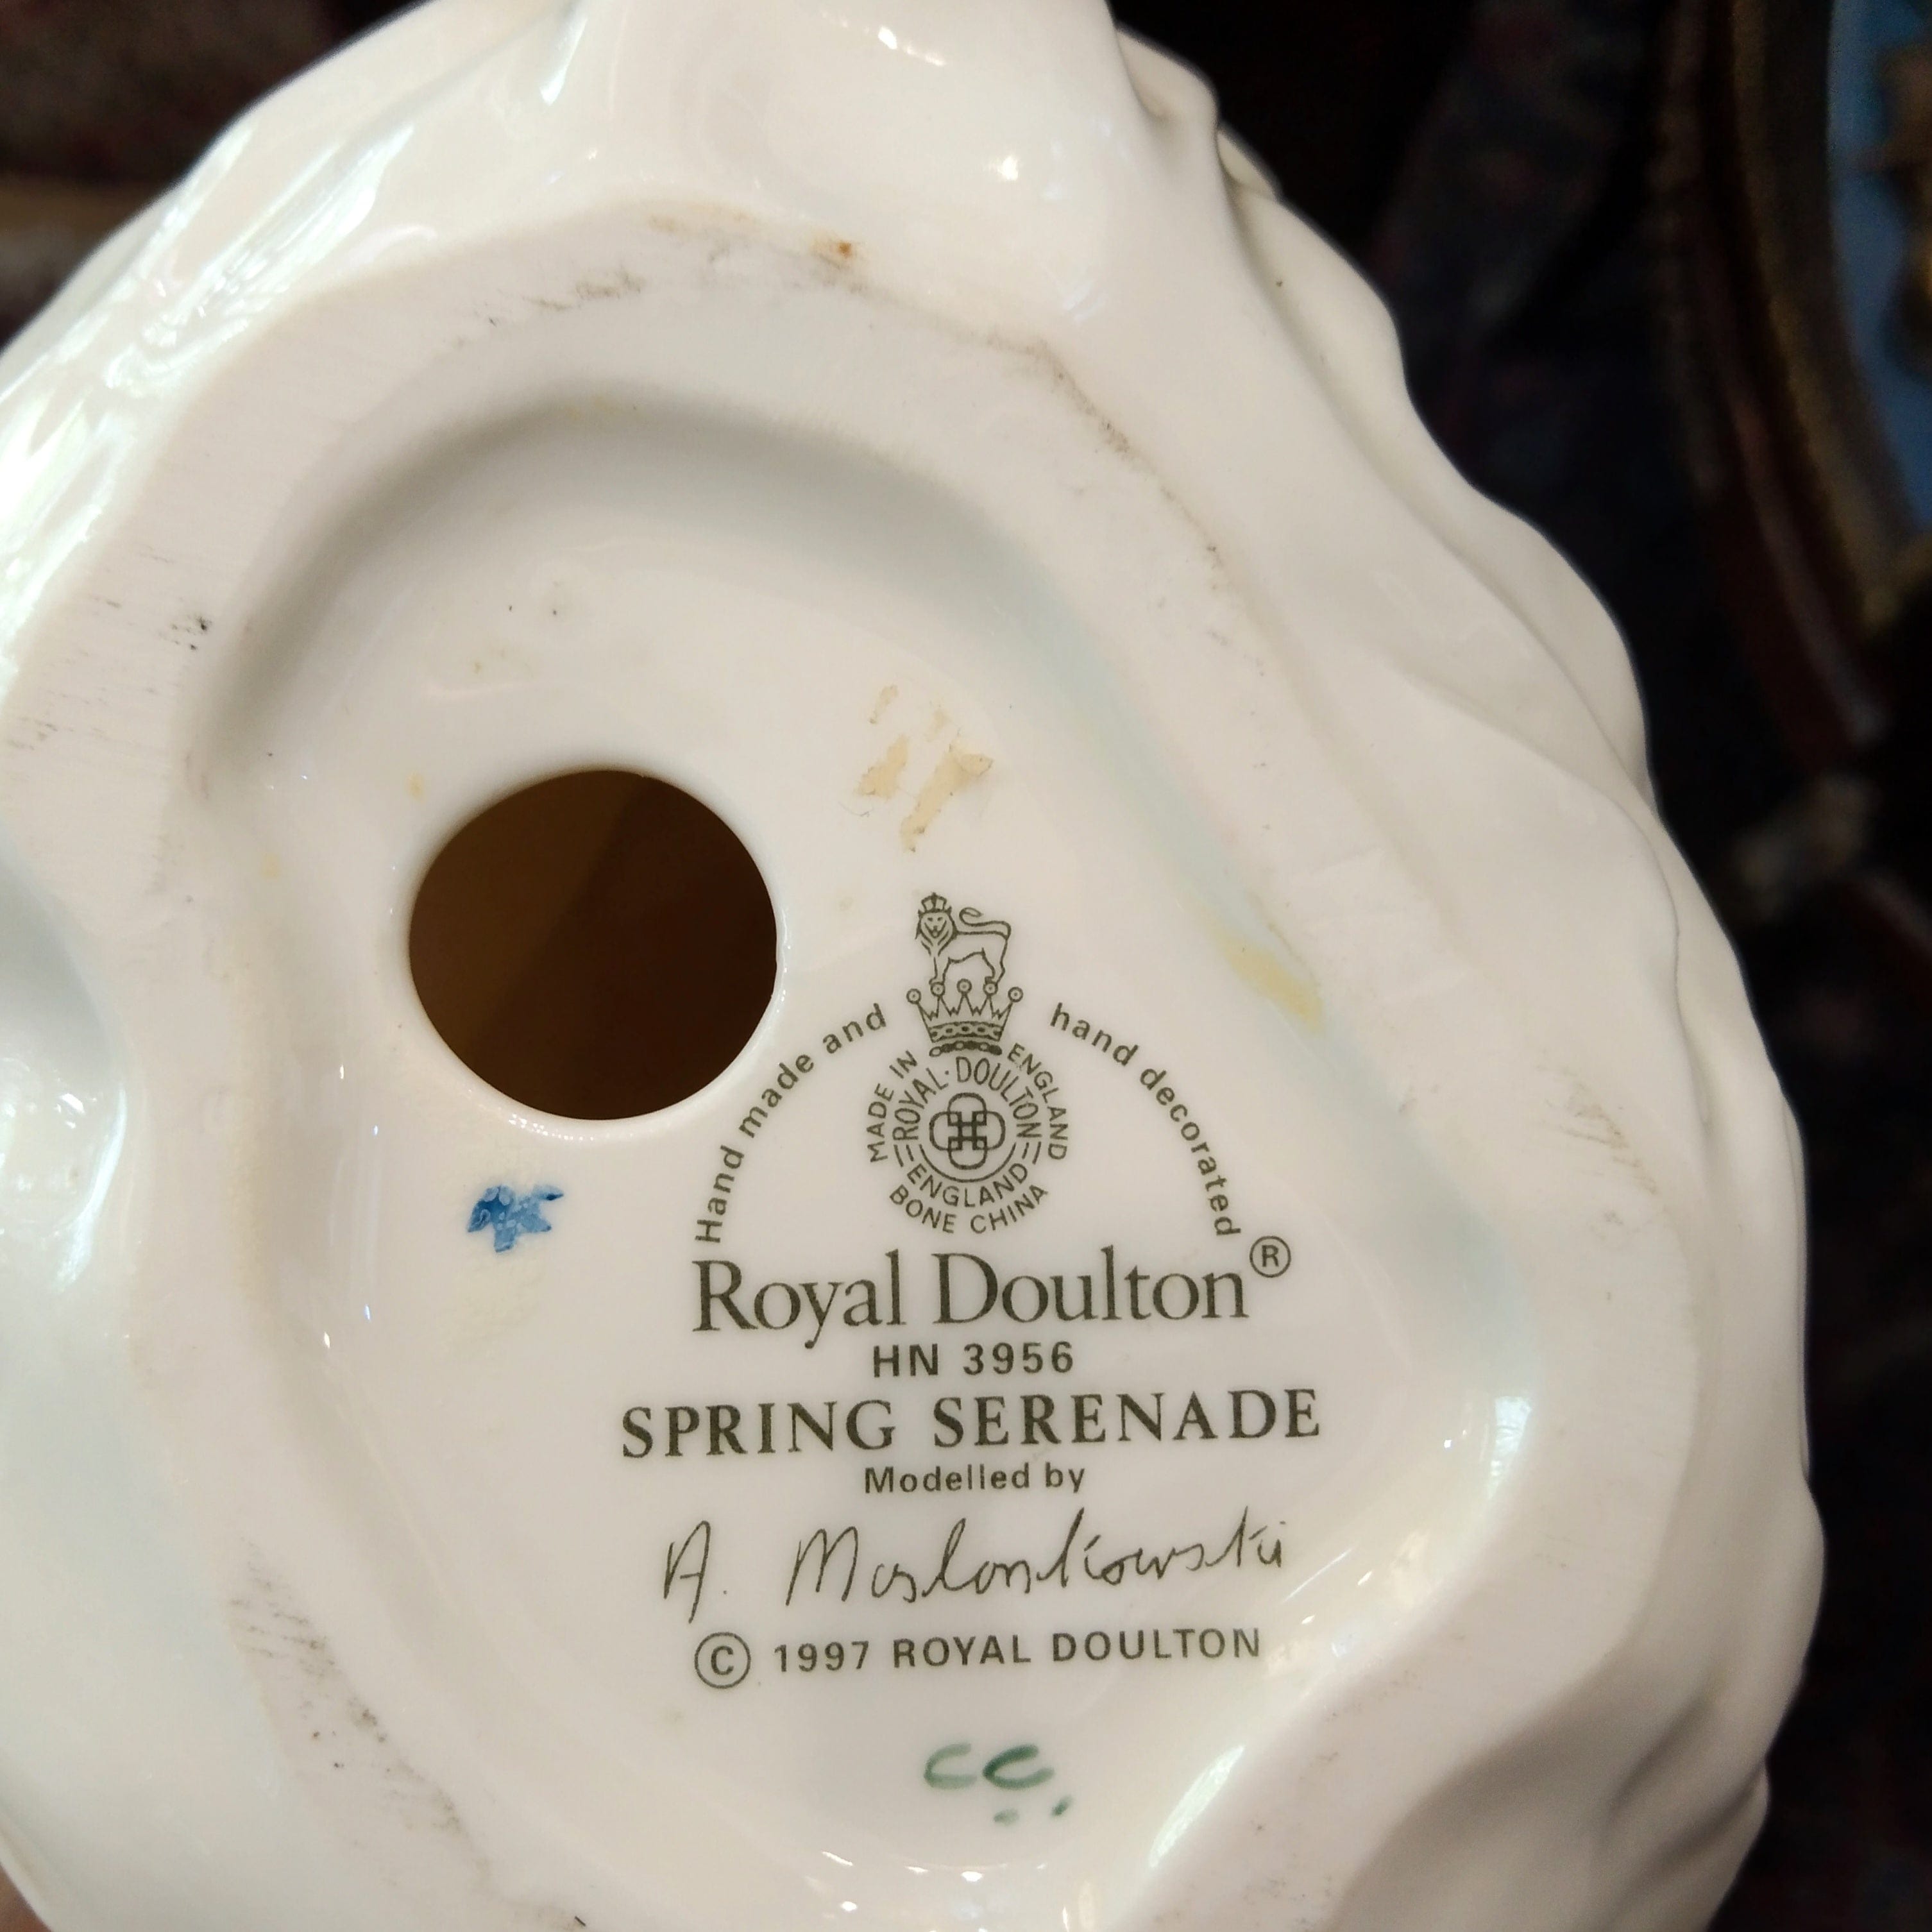 Hand made and hand decorated
MADE IN ENGLAND
ROYAL·DOULTON
ENGLAND
BONE CHINA
Royal Doulton®
HN 3956
SPRING SERENADE
Modelled by
A. Maslankowski
© 1997 ROYAL DOULTON
CC